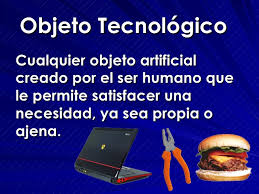 Objeto Tecnológico
Cualquier objeto artificial
creado por el ser humano que
le permite satisfacer una
necesidad, ya sea propia o
ajena.